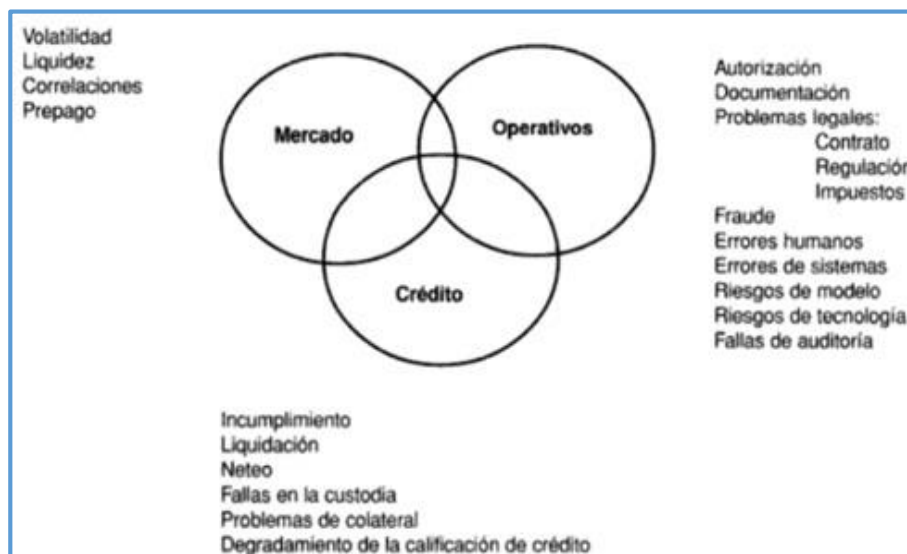 Volatilidad
Liquidez
Correlaciones
Prepago
Mercado
Operativos
Crédito
Autorización
Documentación
Problemas legales:
Contrato
Regulación
Impuestos
Fraude
Errores humanos
Errores de sistemas
Riesgos de modelo
Riesgos de tecnología
Fallas de auditoría
Incumplimiento
Liquidación
Neteo
Fallas en la custodia
Problemas de colateral
Degradamiento de la calificación de crédito